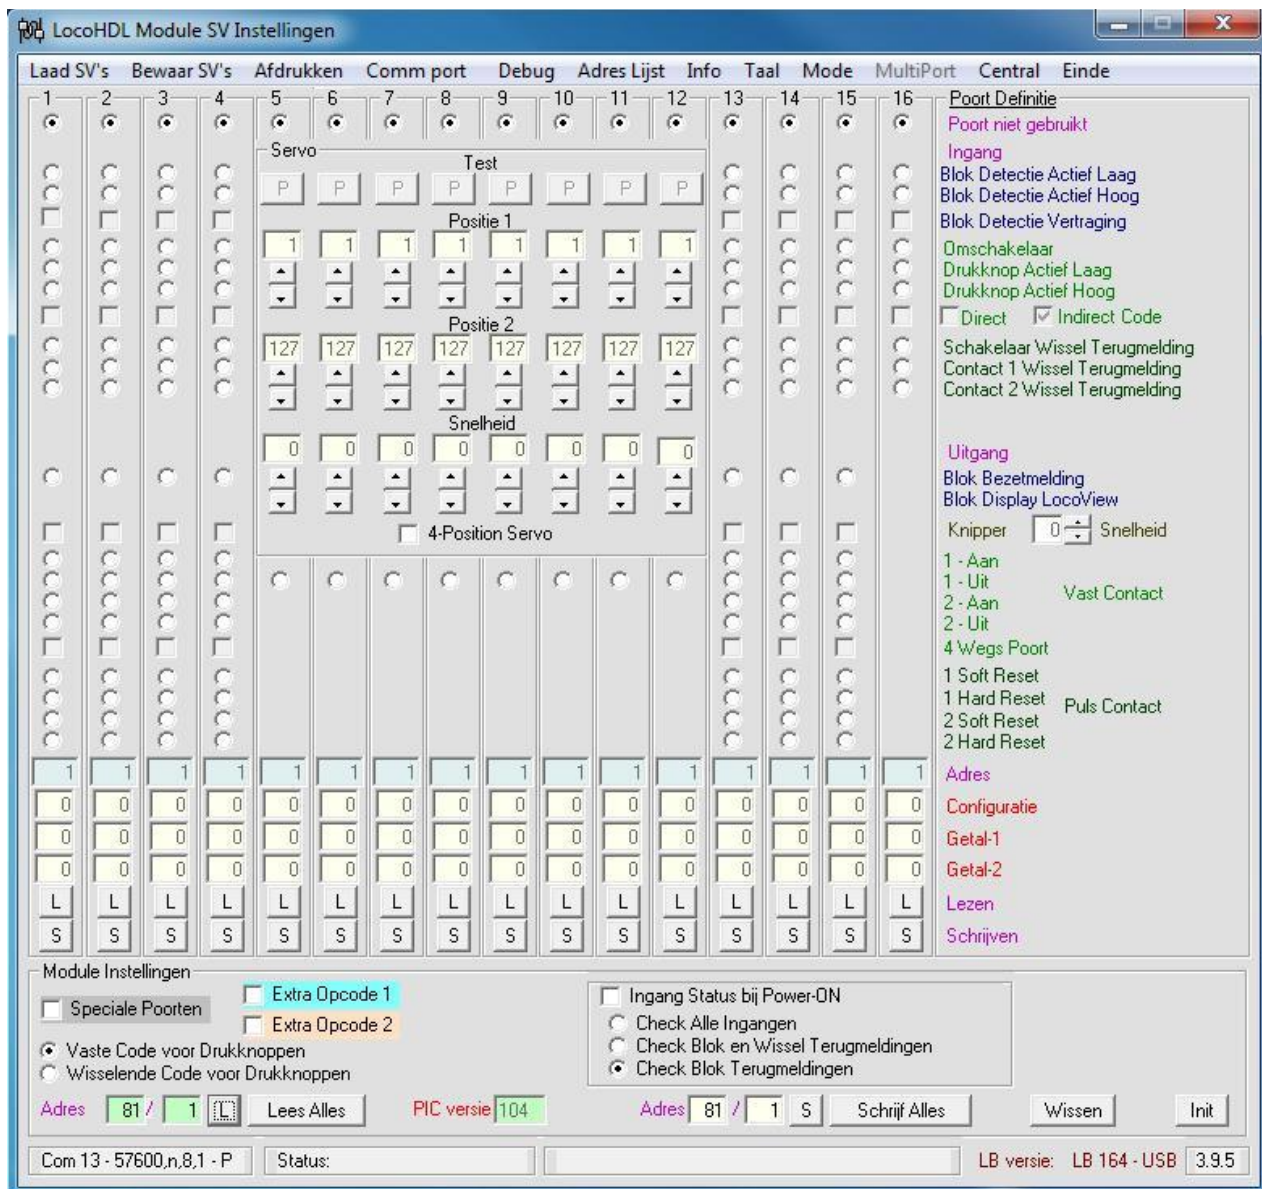 LocoHDL Module SV Instellingen
Laad SV's Bewaar SV's Afdrukken Comm port Debug Adres Lijst Info Taal Mode MultiPort Central Einde
1 2 3 4 5 6 7 8 9 10 11 12 13 14 15 16 Poort Definitie
Poort niet gebruikt
Servo
Test
Ingang
P P P P P P P P
Blok Detectie Actief Laag
Blok Detectie Actief Hoog
Positie 1
Blok Detectie Vertraging
1 1 1 1 1 1 1 1
Omschakelaar
Drukknop Actief Laag
Drukknop Actief Hoog
Direct Indirect Code
Positie 2
127 127 127 127 127 127 127 127
Schakelaar Wissel Terugmelding
Contact 1 Wissel Terugmelding
Contact 2 Wissel Terugmelding
Snelheid
0 0 0 0 0 0 0 0
Uitgang
Blok Bezetmelding
Blok Display LocoView
4-Position Servo
Knipper 0 Snelheid
1 - Aan
1 - Uit
2 - Aan
2 - Uit
Vast Contact
4 Wegs Poort
1 Soft Reset
1 Hard Reset
2 Soft Reset
2 Hard Reset
Puls Contact
1 1 1 1 1 1 1 1 1 1 1 1 1 1 1 1 Adres
0 0 0 0 0 0 0 0 0 0 0 0 0 0 0 0 Configuratie
0 0 0 0 0 0 0 0 0 0 0 0 0 0 0 0 Getal-1
0 0 0 0 0 0 0 0 0 0 0 0 0 0 0 0 Getal-2
L L L L L L L L L L L L L L L L Lezen
S S S S S S S S S S S S S S S S Schrijven
Module Instellingen
Speciale Poorten
Extra Opcode 1
Extra Opcode 2
Vaste Code voor Drukknoppen
Wisselende Code voor Drukknoppen
Ingang Status bij Power-ON
Check Alle Ingangen
Check Blok en Wissel Terugmeldingen
Check Blok Terugmeldingen
Adres 81 / 1 L Lees Alles PIC versie 104 Adres 81 / 1 S Schrijf Alles Wissen Init
Com 13 - 57600,n,8,1 - P Status: LB versie: LB 164 - USB 3.9.5